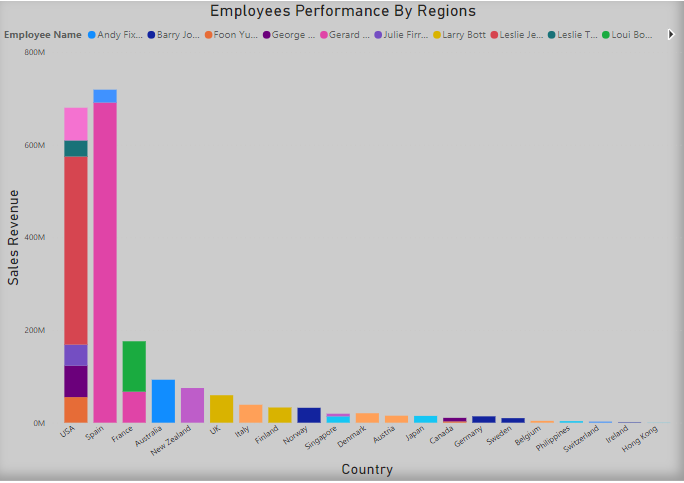 Employees Performance By Regions
Employee Name Andy Fix... Barry Jo... Foon Yu... George ... Gerard ... Julie Firr... Larry Bott Leslie Je... Leslie T... Loui Bo...
800M
600M
400M
200M
0M
Sales Revenue
USA Spain France Australia New Zealand UK Italy Finland Norway Singapore Denmark Austria Japan Canada Germany Sweden Belgium Philippines Switzerland Ireland Hong Kong
Country